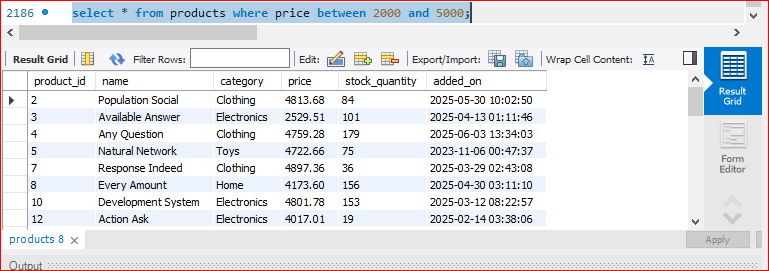 2186 select * from products where price between 2000 and 5000;
Result Grid Filter Rows: Edit: Export/Import: Wrap Cell Content: IA
product_id name category price stock_quantity added_on
2 Population Social Clothing 4813.68 84 2025-05-30 10:02:50
3 Available Answer Electronics 2529.51 101 2025-04-13 01:11:46
4 Any Question Clothing 4759.28 179 2025-06-03 13:34:03
5 Natural Network Toys 4722.66 75 2023-11-06 00:47:37
7 Response Indeed Clothing 4897.36 36 2025-03-29 02:43:08
8 Every Amount Home 4173.60 156 2025-04-30 03:11:10
10 Development System Electronics 4801.78 153 2025-03-12 08:22:57
12 Action Ask Electronics 4017.01 19 2025-02-14 03:38:06
Result
Grid
Form
Editor
products 8 Apply
Output